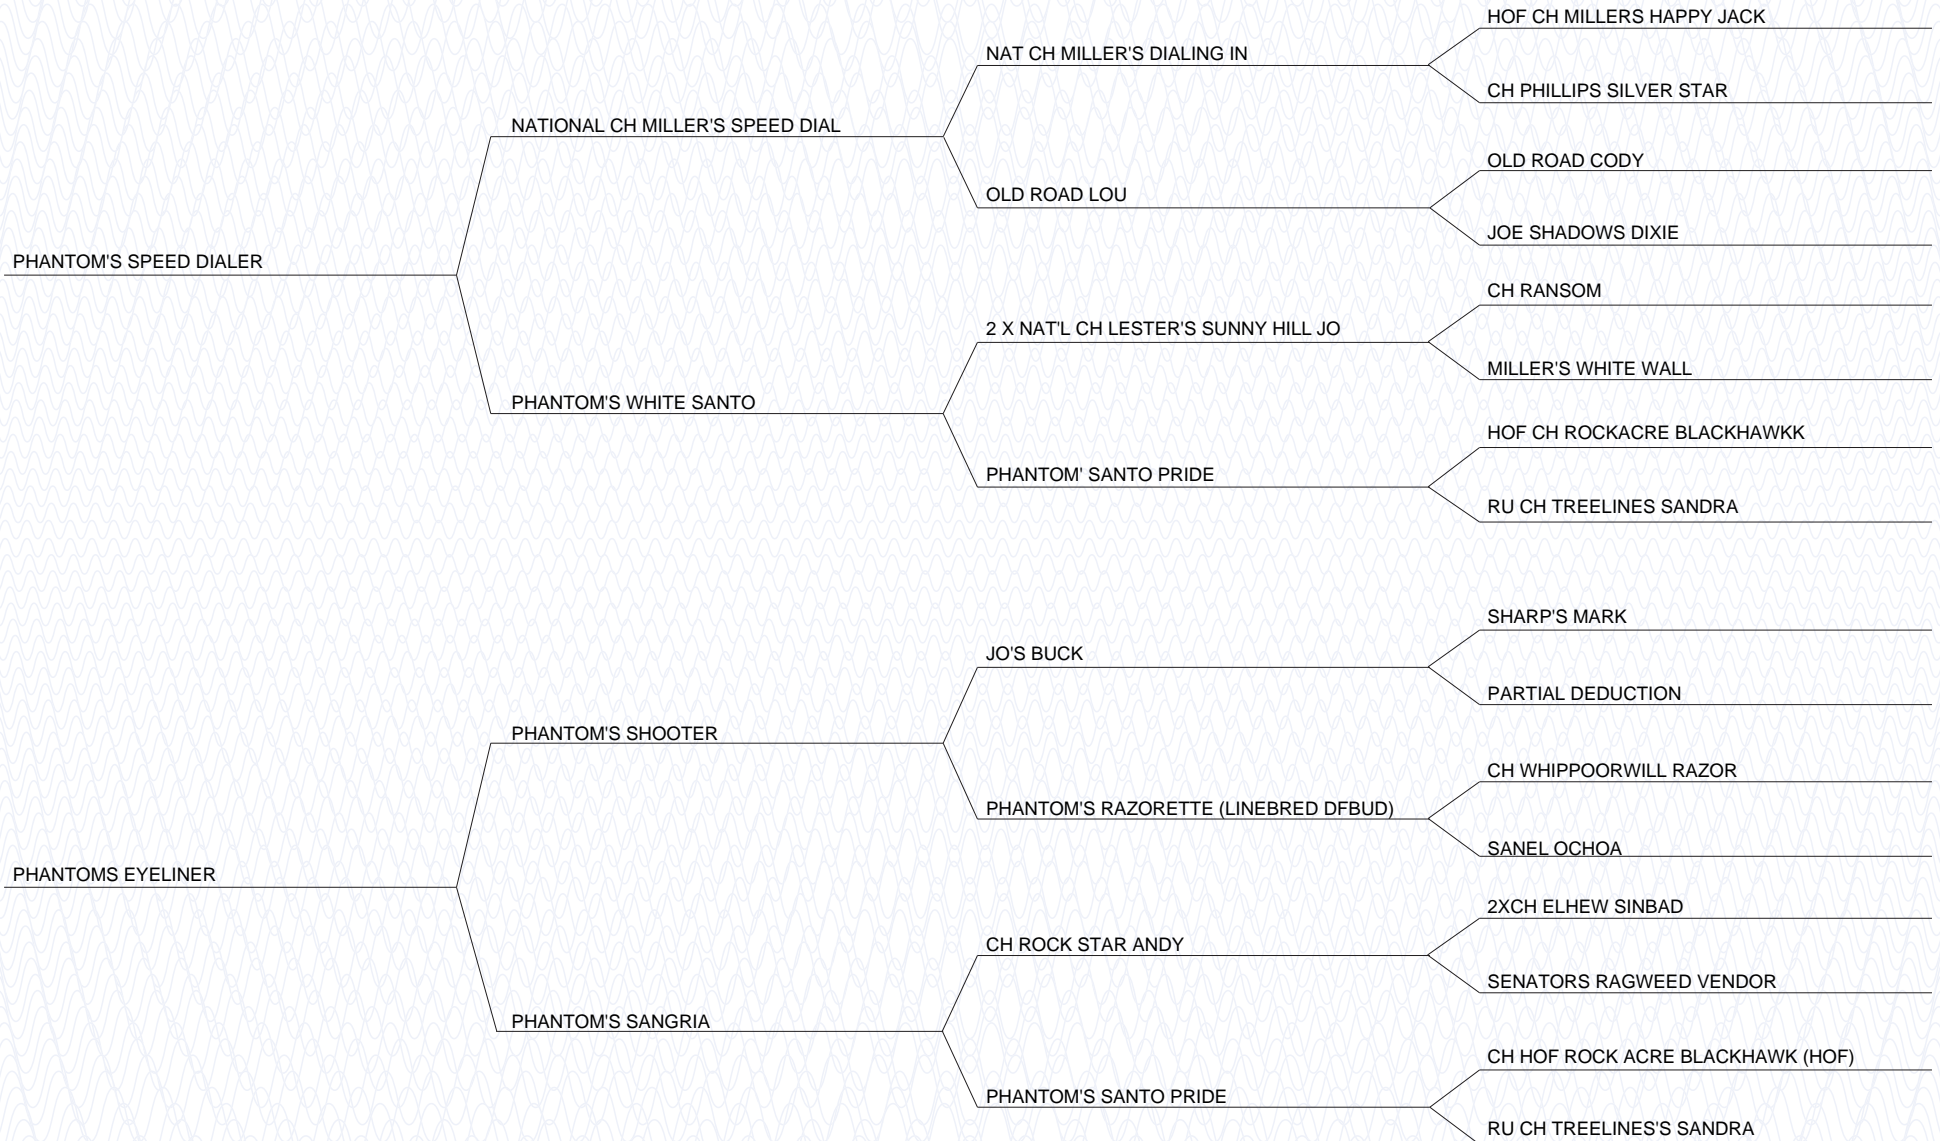 HOF CH MILLERS HAPPY JACK
NAT CH MILLER'S DIALING IN
CH PHILLIPS SILVER STAR
NATIONAL CH MILLER'S SPEED DIAL
OLD ROAD CODY
OLD ROAD LOU
JOE SHADOWS DIXIE
PHANTOM'S SPEED DIALER
CH RANSOM
2 X NAT'L CH LESTER'S SUNNY HILL JO
MILLER'S WHITE WALL
PHANTOM'S WHITE SANTO
HOF CH ROCKACRE BLACKHAWKK
PHANTOM' SANTO PRIDE
RU CH TREELINES SANDRA
SHARP'S MARK
JO'S BUCK
PARTIAL DEDUCTION
PHANTOM'S SHOOTER
CH WHIPPOORWILL RAZOR
PHANTOM'S RAZORETTE (LINEBRED DFBUD)
SANEL OCHOA
PHANTOMS EYELINER
2XCH ELHEW SINBAD
CH ROCK STAR ANDY
SENATORS RAGWEED VENDOR
PHANTOM'S SANGRIA
CH HOF ROCK ACRE BLACKHAWK (HOF)
PHANTOM'S SANTO PRIDE
RU CH TREELINES'S SANDRA